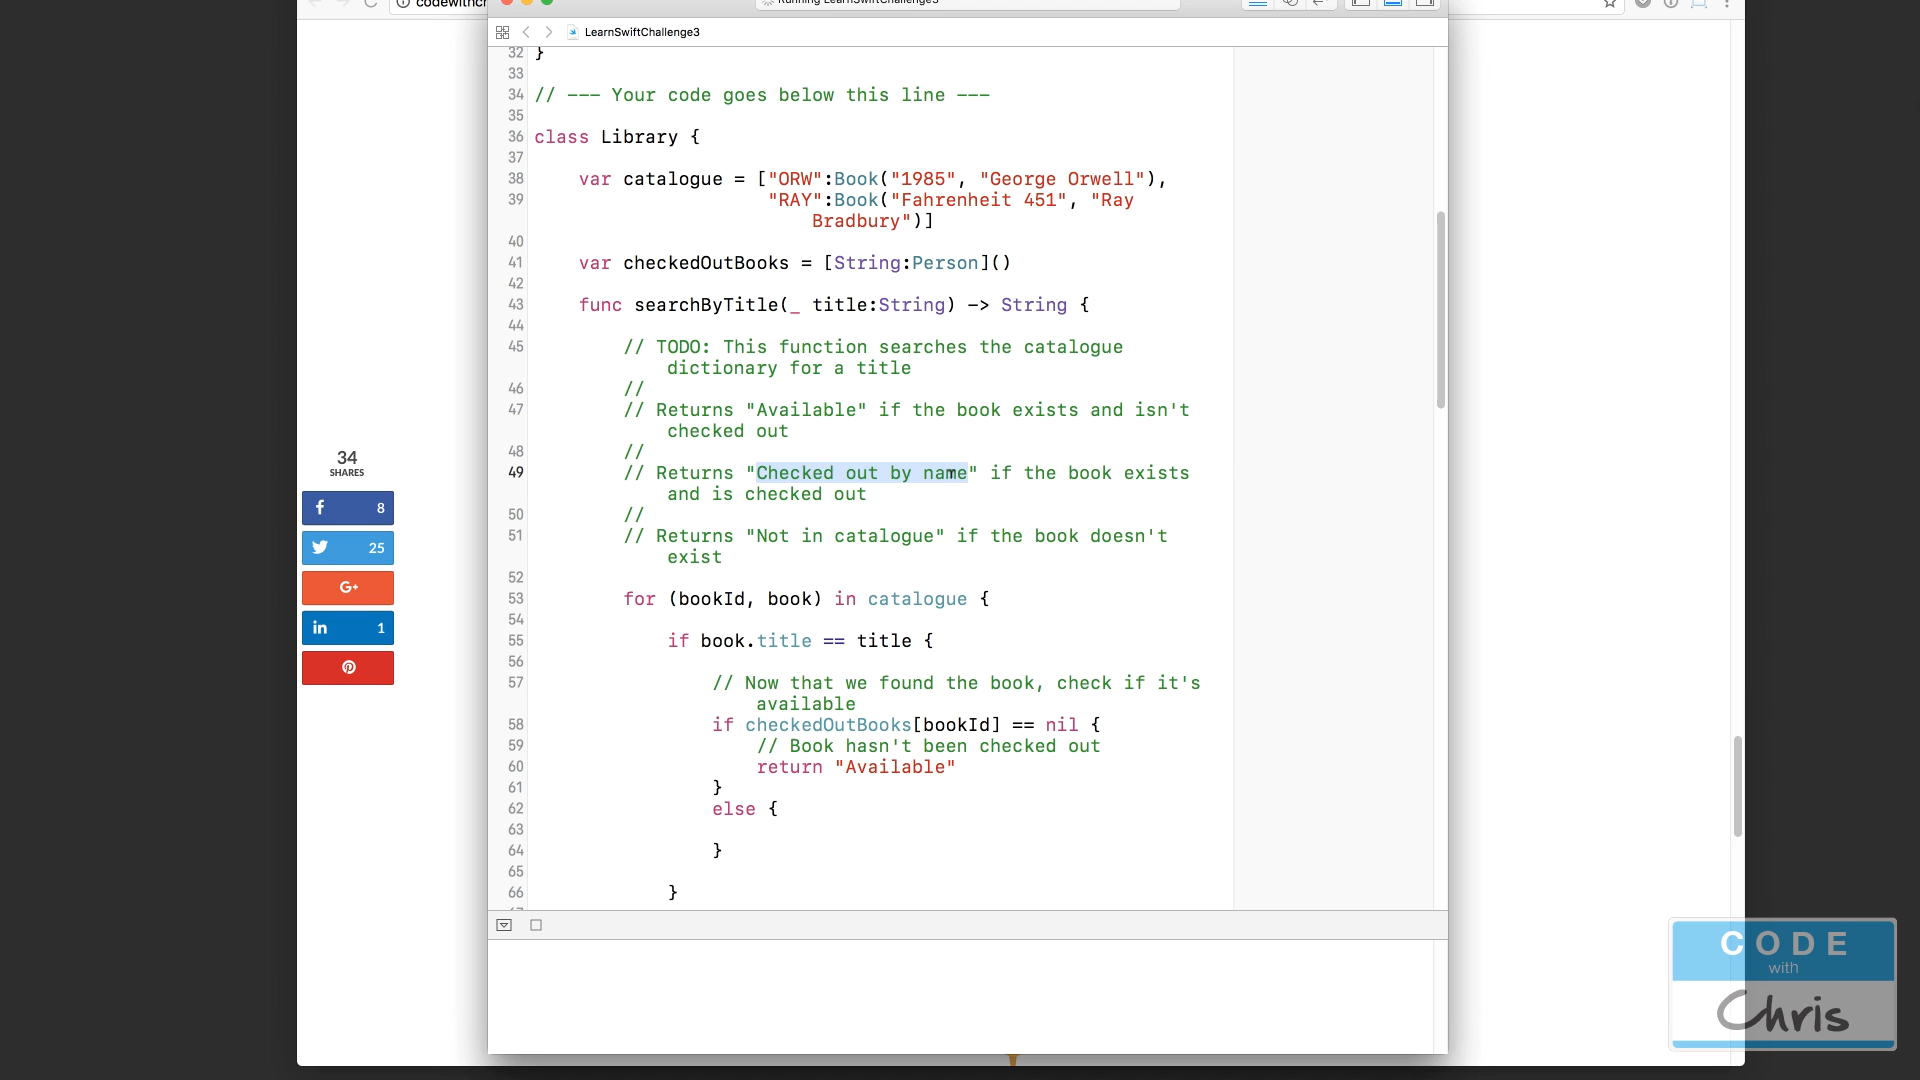 codewithcr
Running LearnSwiftChallenge3
LearnSwiftChallenge3
32 }
33
34 // --- Your code goes below this line ---
35
36 class Library {
37
38 var catalogue = ["ORW":Book("1985", "George Orwell"),
39 "RAY":Book("Fahrenheit 451", "Ray
Bradbury")]
40
41 var checkedOutBooks = [String:Person]()
42
43 func searchByTitle(_ title:String) -> String {
44
45 // TODO: This function searches the catalogue
dictionary for a title
46 //
47 // Returns "Available" if the book exists and isn't
checked out
48 //
49 // Returns "Checked out by name" if the book exists
and is checked out
50 //
51 // Returns "Not in catalogue" if the book doesn't
exist
52
53 for (bookId, book) in catalogue {
54
55 if book.title == title {
56
57 // Now that we found the book, check if it's
available
58 if checkedOutBooks[bookId] == nil {
59 // Book hasn't been checked out
60 return "Available"
61 }
62 else {
63
64 }
65
66 }
34
SHARES
f 8
25
G+
in 1
CODE
with
Chris